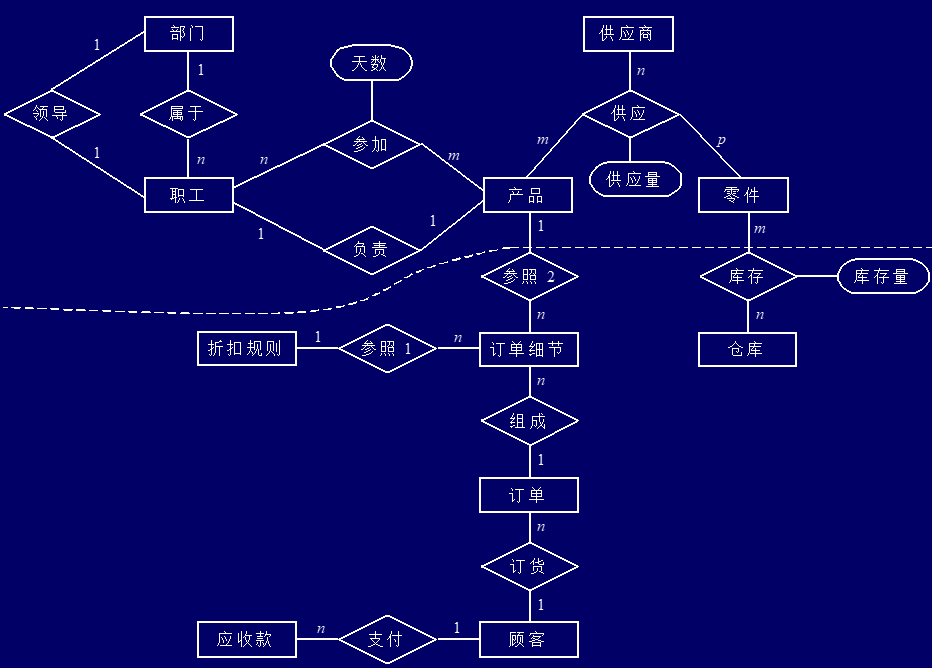 部门
供应商
1
天数
1
n
领导
属于
供应
参加
1
n
n
m
m
p
职工
产品
供应量
零件
1
负责
1
1
m
参照 2
库存
库存量
n
n
折扣规则
1
参照 1
n
订单细节
仓库
n
组成
1
订单
n
订货
1
应收款
n
支付
1
顾客